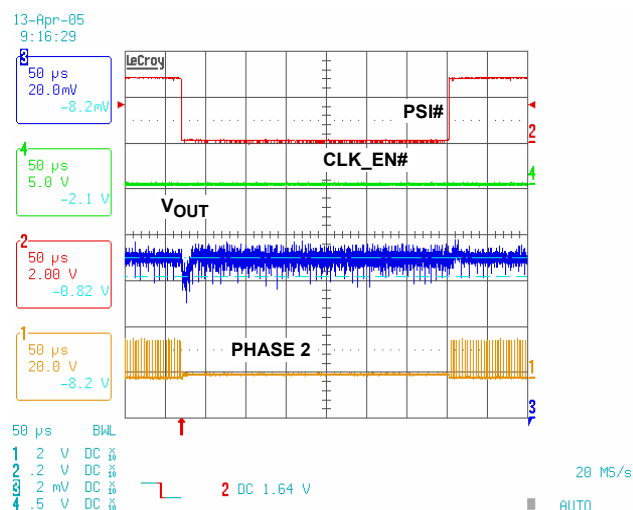 13-Apr-05
9:16:29
LeCroy
3
50 µs
20.0mV
-8.2mV
PSI#
2
CLK_EN#
4
50 µs
5.0 V
-2.1 V
4
VOUT
2
50 µs
2.00 V
-0.82 V
1
50 µs
20.0 V
-8.2 V
PHASE 2
1
3
50 µs BWL
1 2 V DC
2 .2 V DC
3 2 mV DC
4 .5 V DC
2 DC 1.64 V
20 MS/s
AUTO